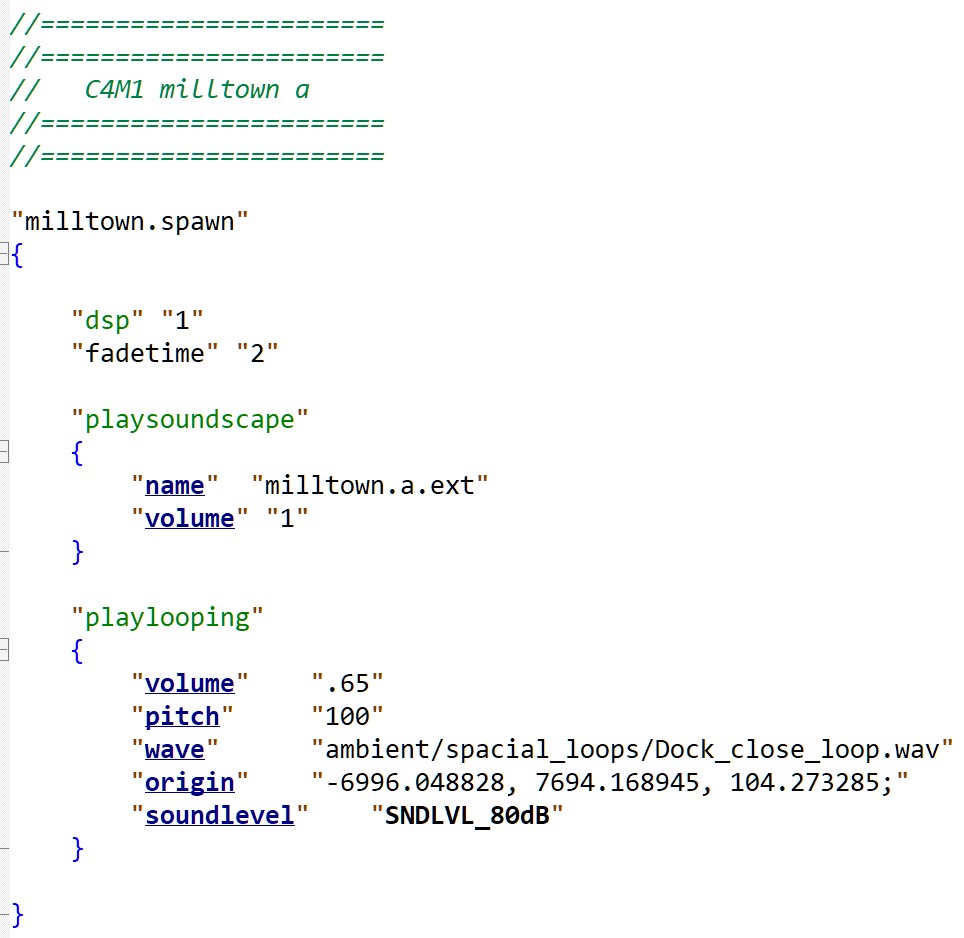 //=======================
//=======================
//   C4M1 milltown a
//=======================
//=======================
"milltown.spawn"
{
"dsp" "1"
"fadetime" "2"
"playsoundscape"
{
"name"  "milltown.a.ext"
"volume" "1"
}
"playlooping"
{
"volume"    ".65"
"pitch"     "100"
"wave"      "ambient/spacial_loops/Dock_close_loop.wav"
"origin"    "-6996.048828, 7694.168945, 104.273285;"
"soundlevel"    "SNDLVL_80dB"
}
}